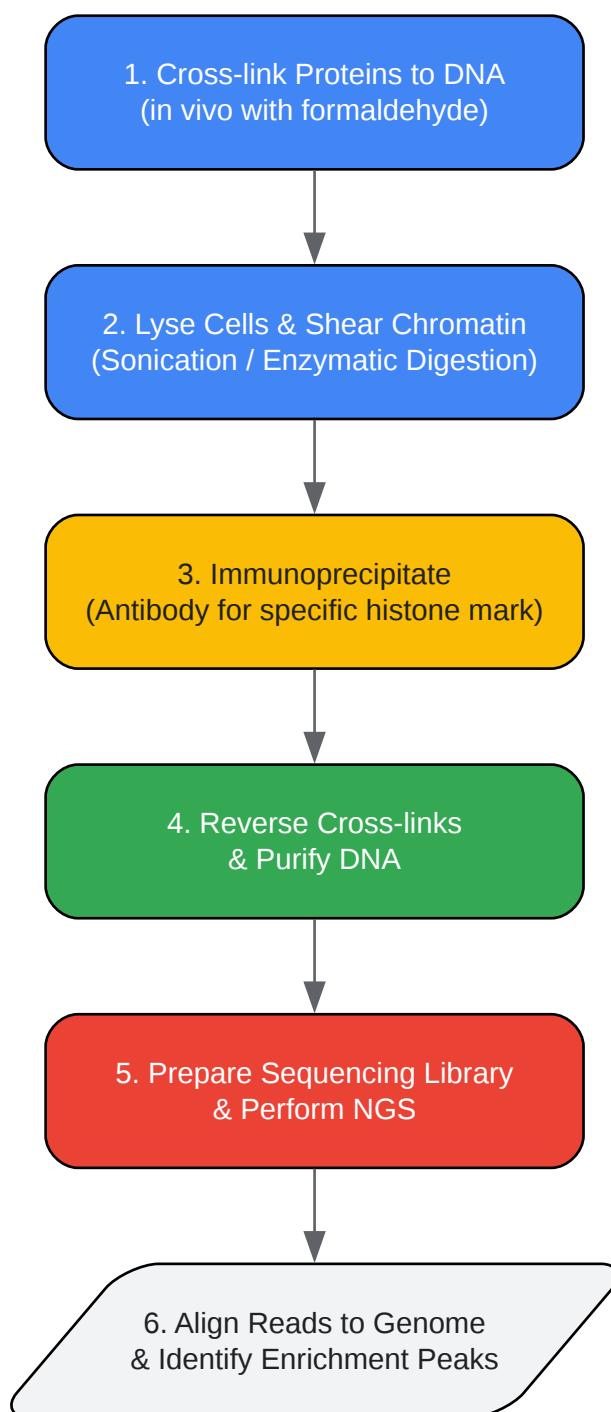 1. Cross-link Proteins to DNA
(in vivo with formaldehyde)
2. Lyse Cells & Shear Chromatin
(Sonication / Enzymatic Digestion)
3. Immunoprecipitate
(Antibody for specific histone mark)
4. Reverse Cross-links
& Purify DNA
5. Prepare Sequencing Library
& Perform NGS
6. Align Reads to Genome
& Identify Enrichment Peaks